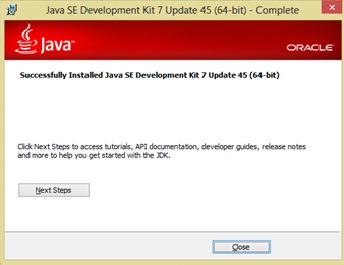 Java SE Development Kit 7 Update 45 (64-bit) - Complete
Java™
ORACLE
Successfully Installed Java SE Development Kit 7 Update 45 (64-bit)
Click Next Steps to access tutorials, API documentation, developer guides, release notes
and more to help you get started with the JDK.
Next Steps
Close